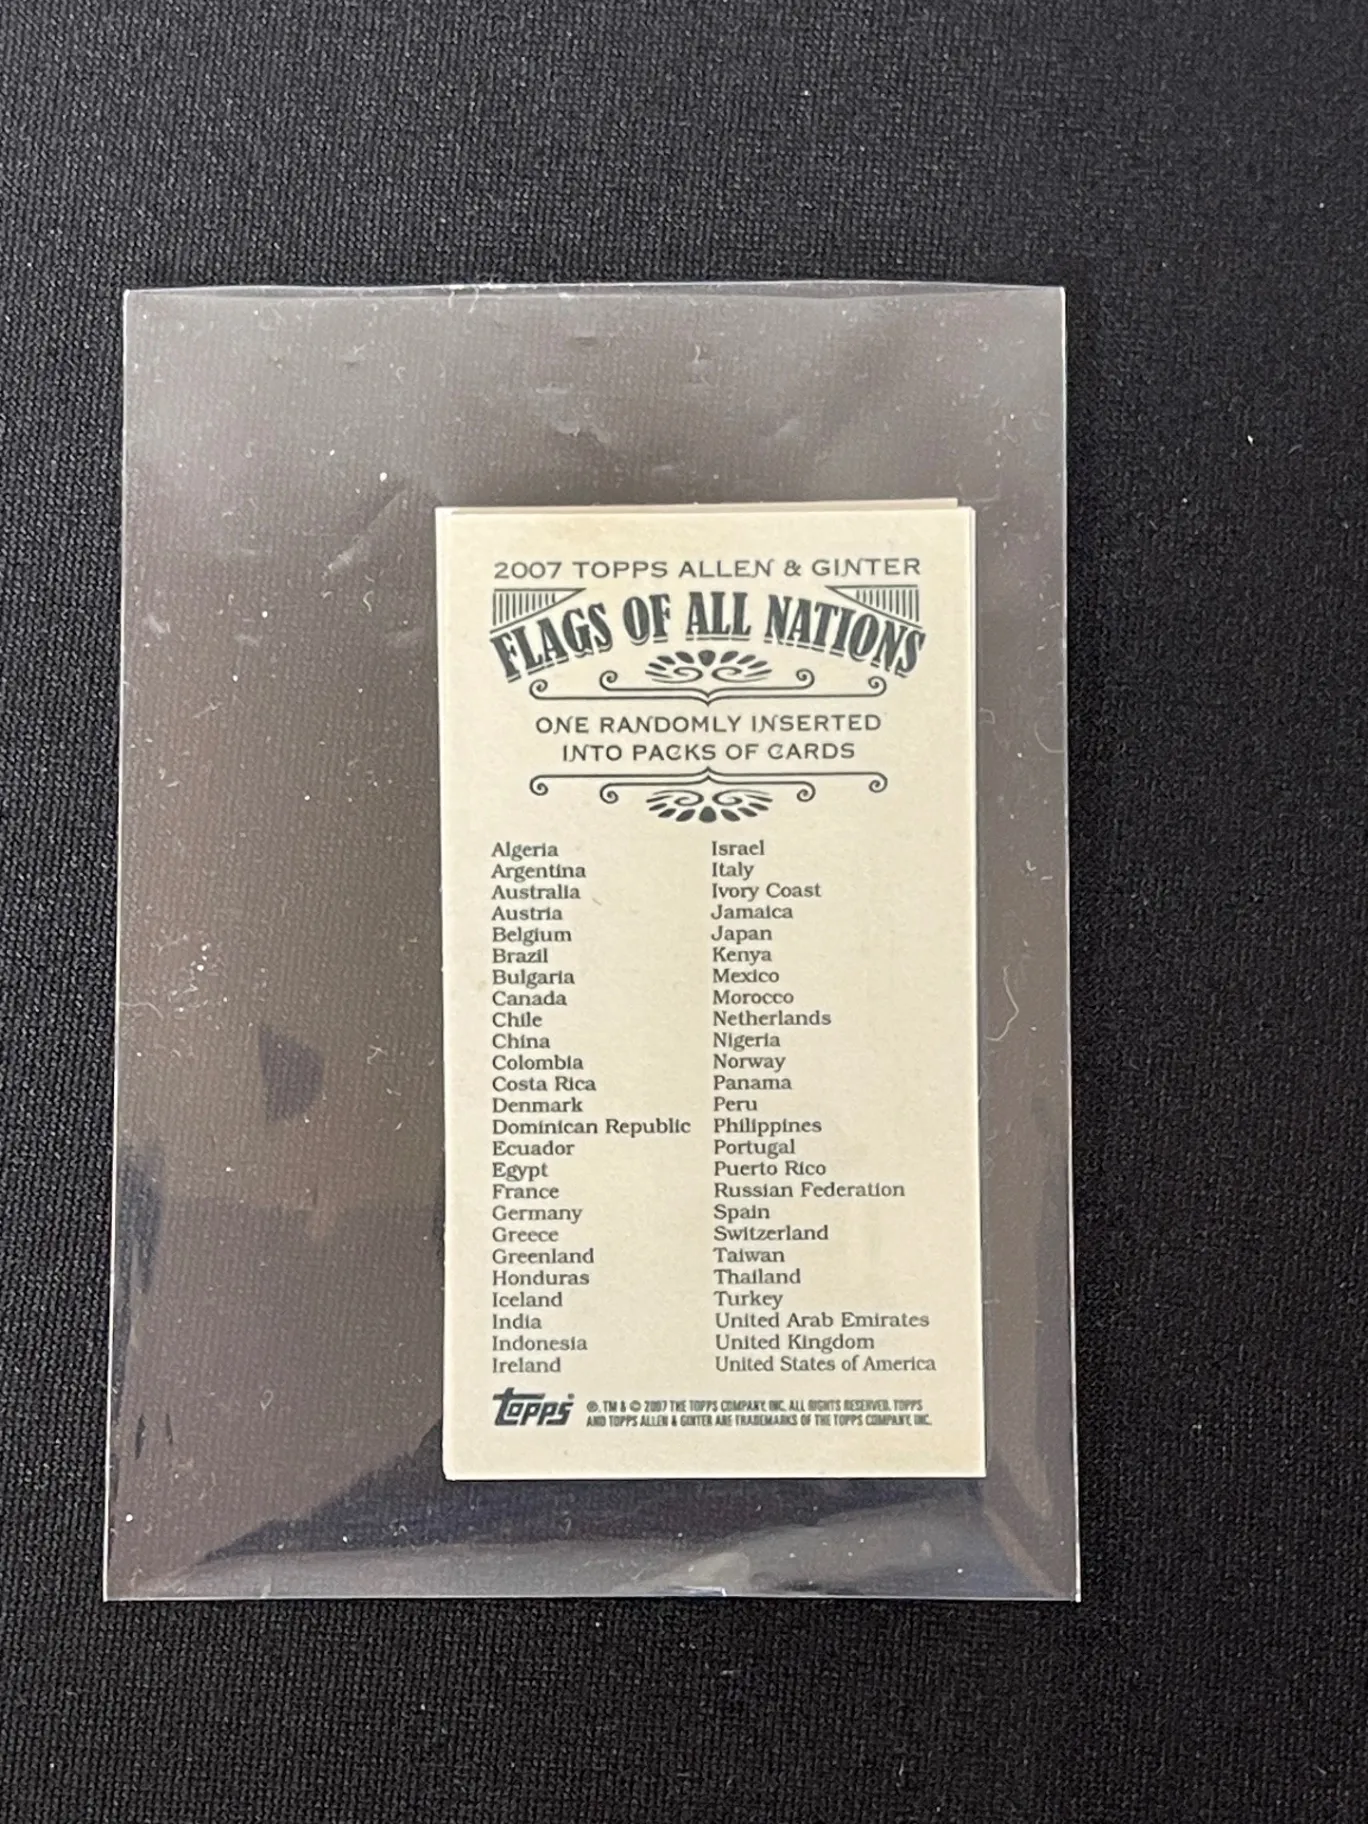 2007 TOPPS ALLEN & GINTER
FLAGS OF ALL NATIONS
ONE RANDOMLY INSERTED
INTO PACKS OF CARDS
Algeria
Argentina
Australia
Austria
Belgium
Brazil
Bulgaria
Canada
Chile
China
Colombia
Costa Rica
Denmark
Dominican Republic
Ecuador
Egypt
France
Germany
Greece
Greenland
Honduras
Iceland
India
Indonesia
Ireland
Israel
Italy
Ivory Coast
Jamaica
Japan
Kenya
Mexico
Morocco
Netherlands
Nigeria
Norway
Panama
Peru
Philippines
Portugal
Puerto Rico
Russian Federation
Spain
Switzerland
Taiwan
Thailand
Turkey
United Arab Emirates
United Kingdom
United States of America
Topps®
®, TM & © 2007 THE TOPPS COMPANY, INC. ALL RIGHTS RESERVED. TOPPS
AND TOPPS ALLEN & GINTER ARE TRADEMARKS OF THE TOPPS COMPANY, INC.